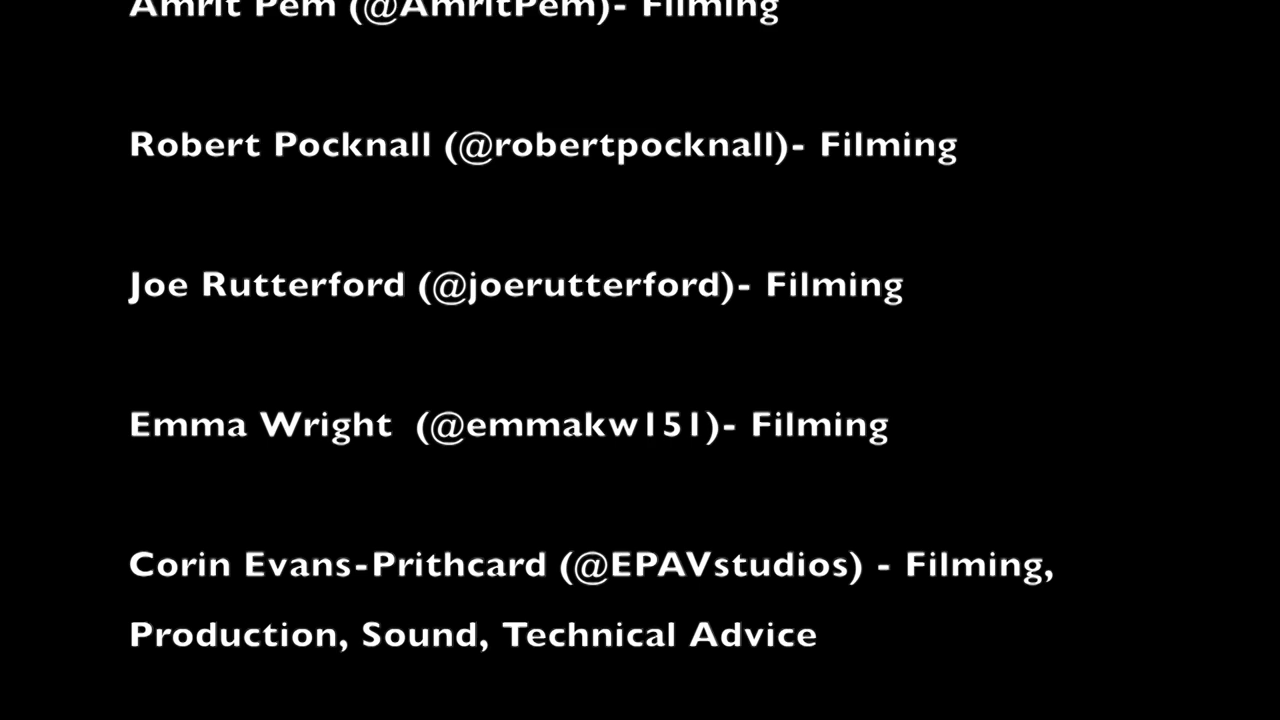 Amrit Pem (@AmritPem)- Filming
Robert Pocknall (@robertpocknall)- Filming
Joe Rutterford (@joerutterford)- Filming
Emma Wright  (@emmakw151)- Filming
Corin Evans-Prithcard (@EPAVstudios) - Filming,
Production, Sound, Technical Advice